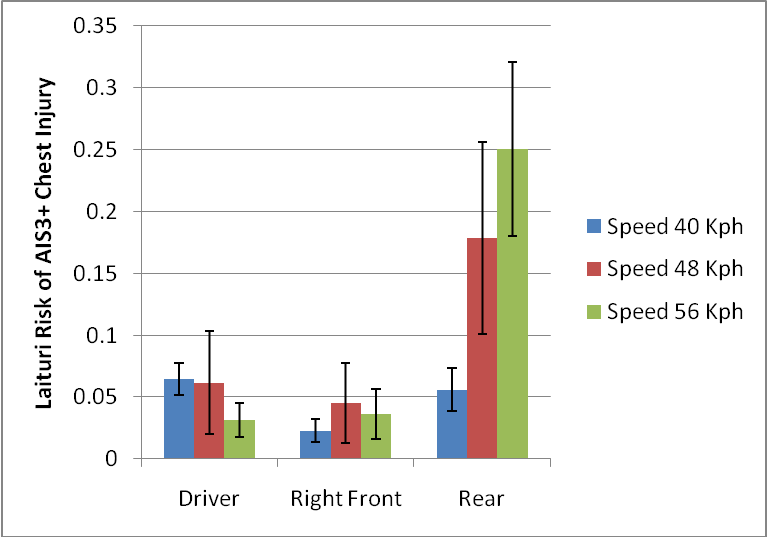 Laituri Risk of AIS3+ Chest Injury
0.35
0.3
0.25
0.2
0.15
0.1
0.05
0
Driver
Right Front
Rear
Speed 40 Kph
Speed 48 Kph
Speed 56 Kph